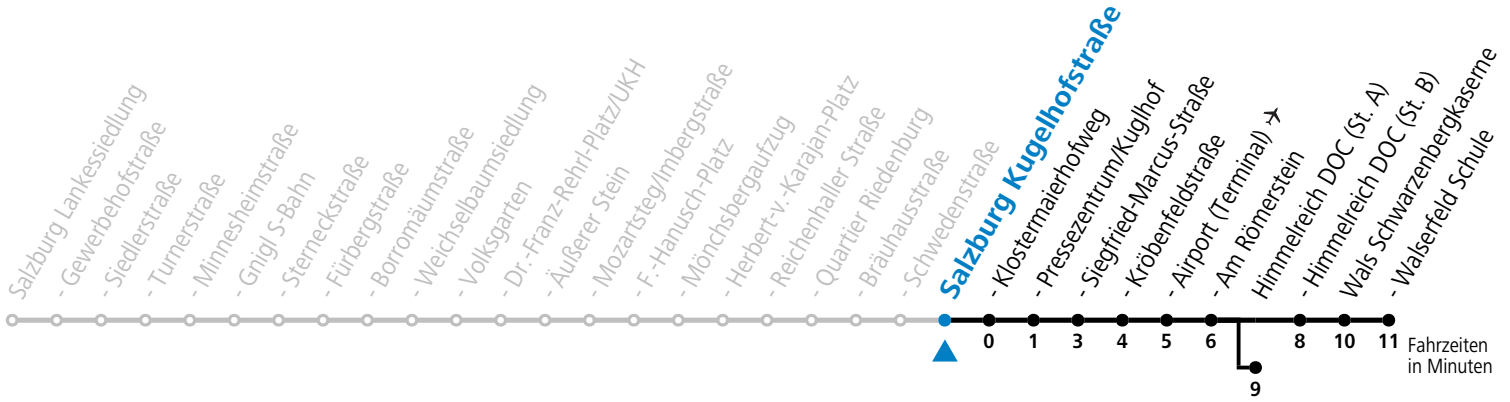 Salzburg Lankessiedlung
- Gewerbehofstraße
- Siedlerstraße
- Turnerstraße
- Minnesheimstraße
- Gnigl S-Bahn
- Sterneckstraße
- Fürbergstraße
- Borromäumstraße
- Weichselbaumsiedlung
- Volksgarten
- Dr.-Franz-Rehrl-Platz/UKH
- Äußerer Stein
- Mozartsteg/Imbergstraße
- F.-Hanusch-Platz
- Mönchsbergaufzug
- Herbert-v.-Karajan-Platz
- Reichenhaller Straße
- Quartier Riedenburg
- Bräuhausstraße
- Schwedenstraße
Salzburg Kugelhofstraße
- Klostermaierhofweg
- Pressezentrum/Kuglhof
- Siegfried-Marcus-Straße
- Kröbenfeldstraße
- Airport (Terminal)
- Am Römerstein
Himmelreich DOC (St. A)
- Himmelreich DOC (St. B)
Wals Schwarzenbergkaserne
- Walserfeld Schule
0 1 3 4 5 6 8 10 11
9
Fahrzeiten
in Minuten